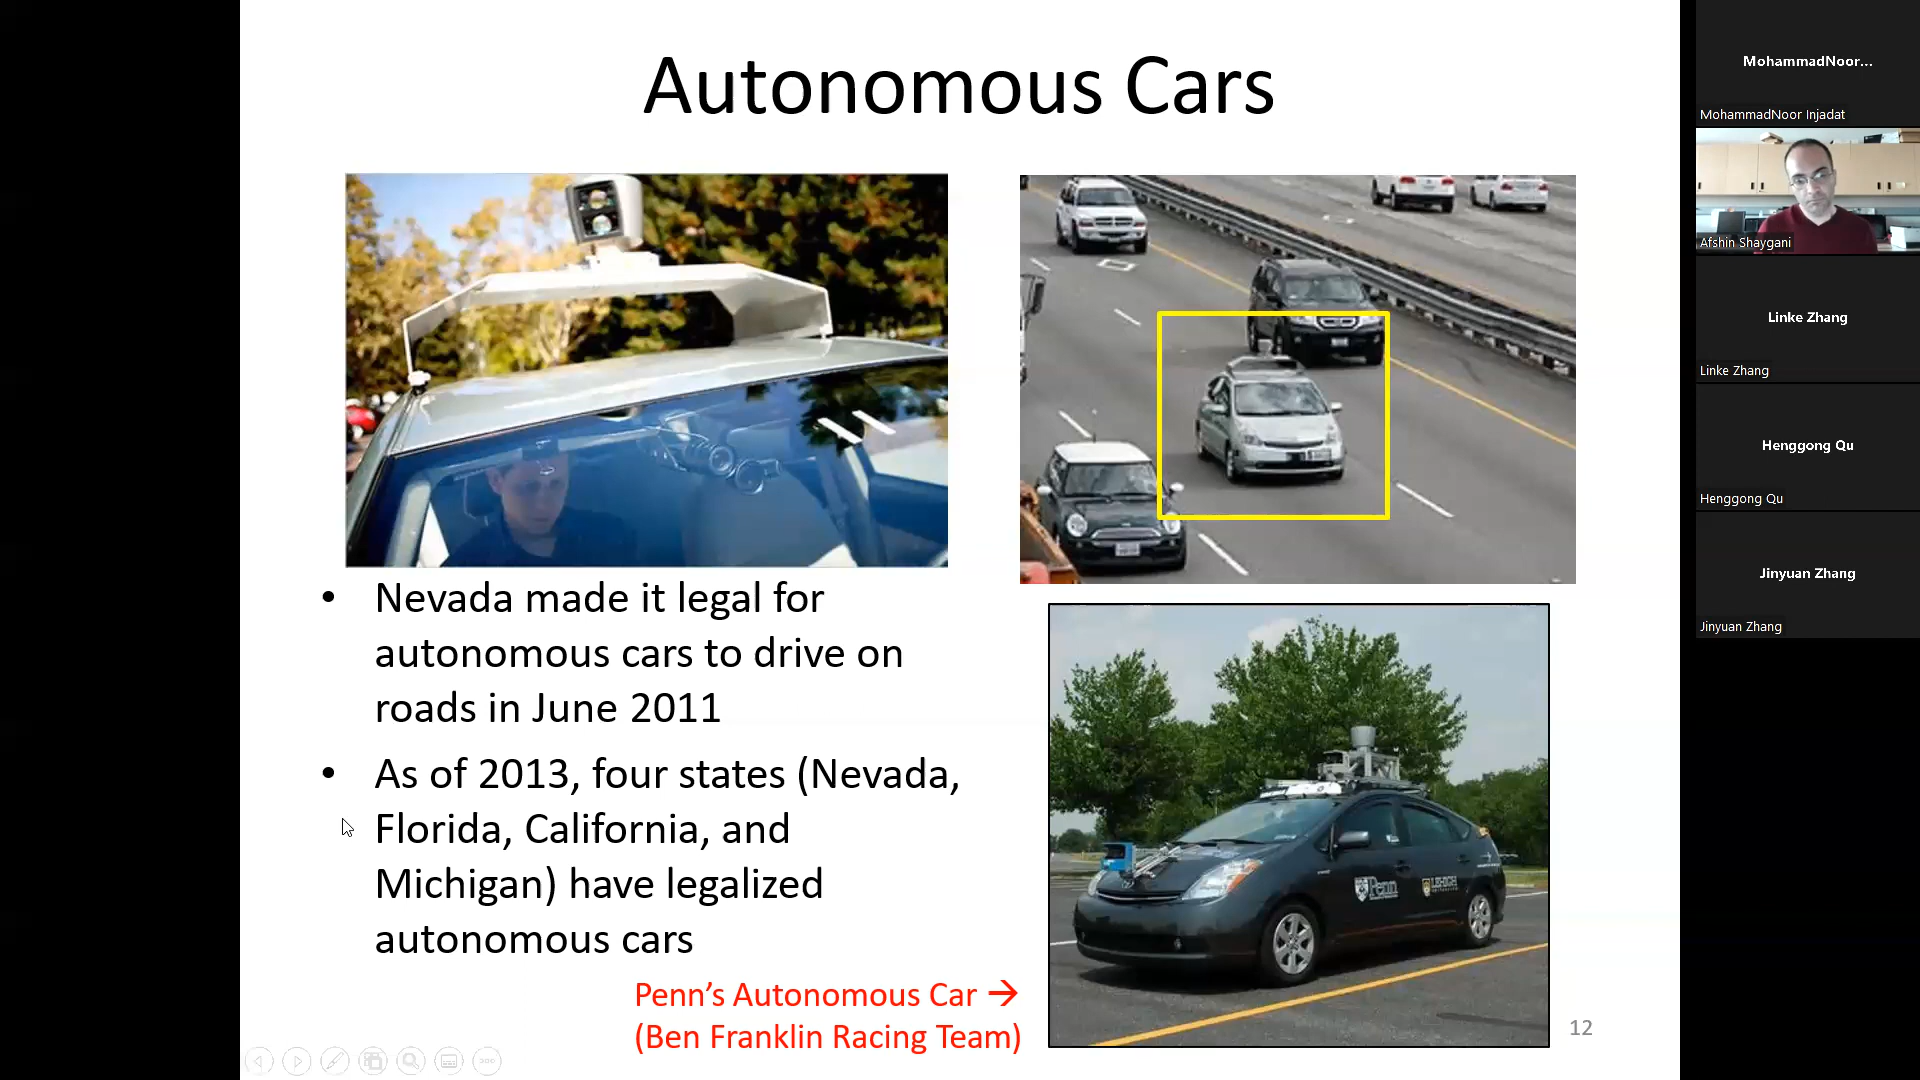 Autonomous Cars
• Nevada made it legal for
autonomous cars to drive on
roads in June 2011
• As of 2013, four states (Nevada,
Florida, California, and
Michigan) have legalized
autonomous cars
Penn’s Autonomous Car →
(Ben Franklin Racing Team)
Penn
LEHIGH
12
MohammadNoor...
MohammadNoor Injadat
Afshin Shaygani
Linke Zhang
Linke Zhang
Henggong Qu
Henggong Qu
Jinyuan Zhang
Jinyuan Zhang